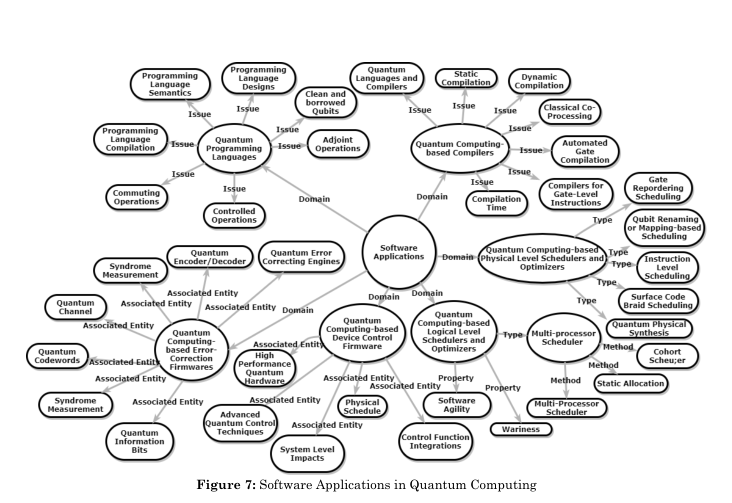 Programming
Language
Semantics
Programming
Language
Designs
Clean and
borrowed
Qubits
Programming
Language
Compilation
Quantum
Programming
Languages
Adjoint
Operations
Commuting
Operations
Controlled
Operations
Issue
Issue
Issue
Issue
Issue
Issue
Issue
Quantum
Languages and
Compilers
Static
Compilation
Dynamic
Compilation
Classical Co-
Processing
Quantum Computing-
based Compilers
Automated
Gate
Compilation
Compilers for
Gate-Level
Instructions
Compilation
Time
Issue
Issue
Issue
Issue
Issue
Issue
Issue
Domain
Domain
Software
Applications
Domain
Domain
Domain
Domain
Quantum Computing-based
Physical Level Schedulers and
Optimizers
Gate
Repordering
Scheduling
Qubit Renaming
or Mapping-based
Scheduling
Instruction
Level
Scheduling
Surface Code
Braid Scheduling
Quantum Physical
Synthesis
Type
Type
Type
Type
Type
Quantum
Encoder/Decoder
Quantum Error
Correcting Engines
Syndrome
Measurement
Quantum
Channel
Quantum
Codewords
Syndrome
Measurement
Quantum
Information
Bits
Quantum
Computing-
based Error-
Correction
Firmwares
Associated Entity
Associated Entity
Associated Entity
Associated Entity
Associated Entity
Associated Entity
Associated Entity
Quantum
Computing-based
Device Control
Firmware
High
Performance
Quantum
Hardware
Advanced
Quantum Control
Techniques
System Level
Impacts
Physical
Schedule
Control Function
Integrations
Associated Entity
Associated Entity
Associated Entity
Associated Entity
Associated Entity
Quantum
Computing-based
Logical Level
Schedulers and
Optimizers
Type
Property
Property
Software
Agility
Wariness
Multi-processor
Scheduler
Method
Method
Method
Cohort
Scheu;er
Static Allocation
Multi-Processor
Scheduler
Figure 7: Software Applications in Quantum Computing